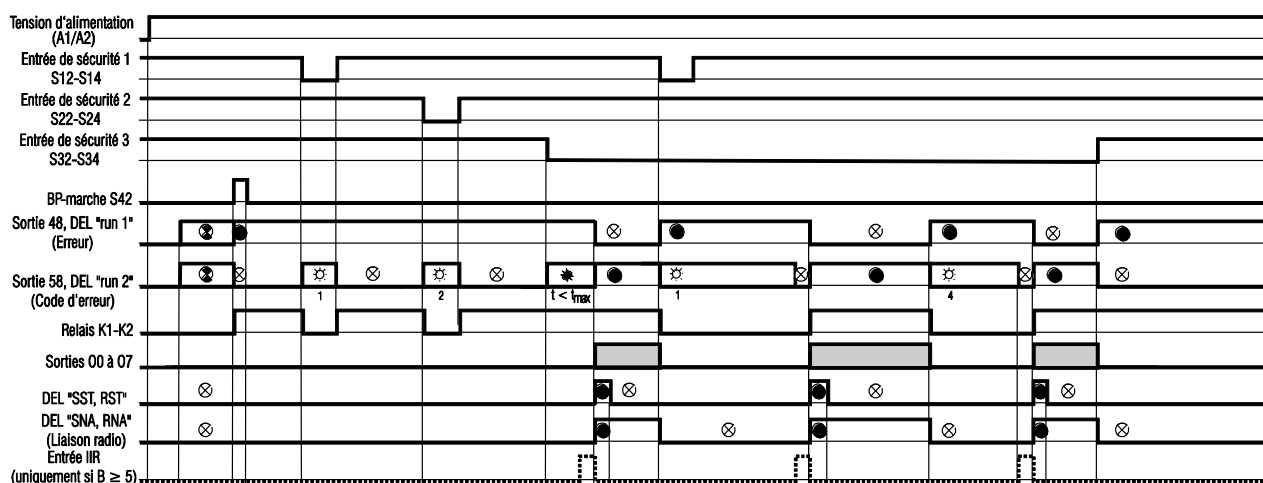 Tension d'alimentation
(A1/A2)
Entrée de sécurité 1
S12-S14
Entrée de sécurité 2
S22-S24
Entrée de sécurité 3
S32-S34
BP-marche S42
Sortie 48, DEL "run 1"
(Erreur)
Sortie 58, DEL "run 2"
(Code d'erreur)
1
2
t < tmax
1
4
Relais K1-K2
Sorties 00 à 07
DEL "SST, RST"
DEL "SNA, RNA"
(Liaison radio)
Entrée IIR
(uniquement si B ≥ 5)